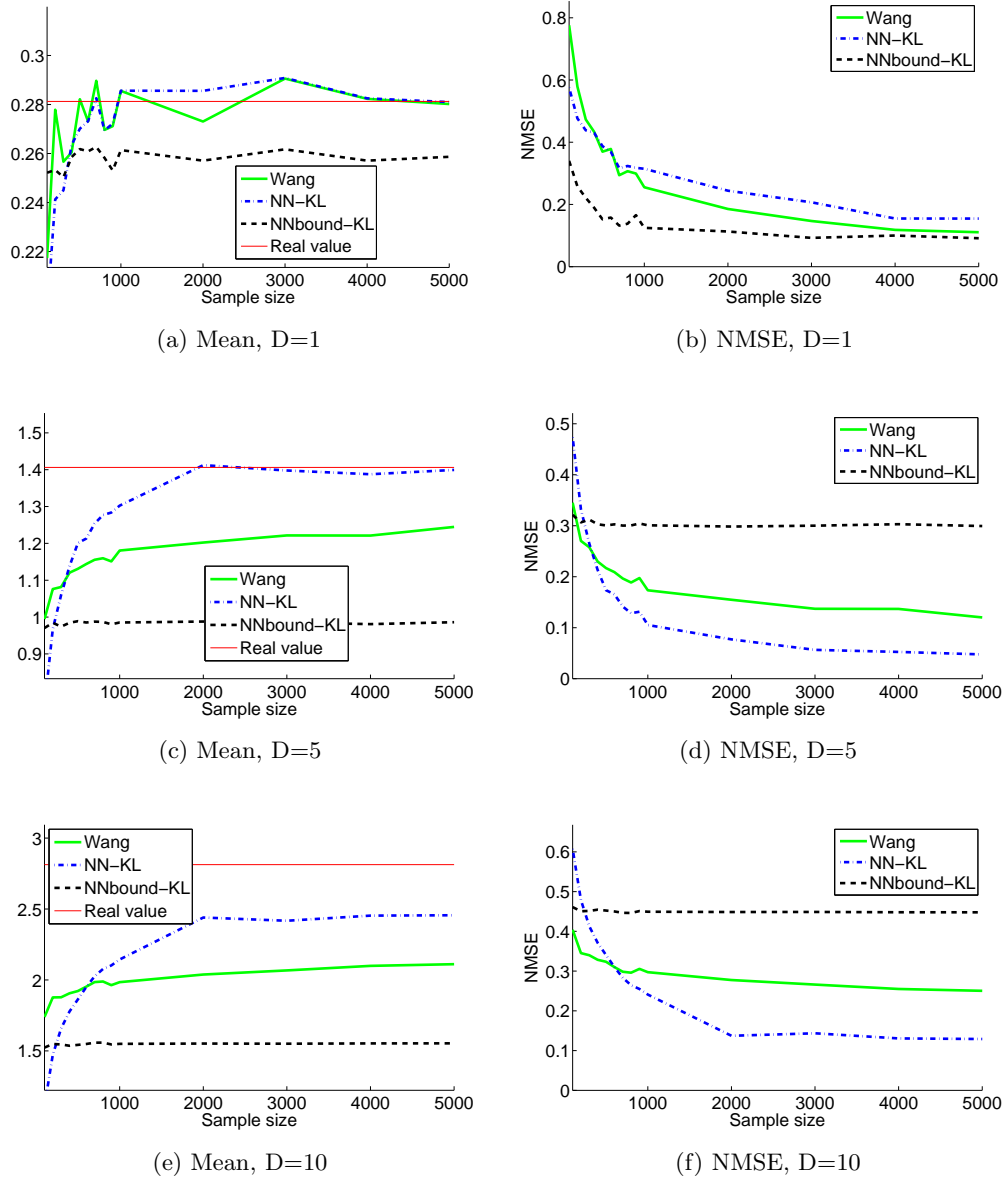 0.3
0.28
0.26
0.24
0.22
Wang
NN-KL
NNbound-KL
Real value
1000 2000 3000 4000 5000
Sample size
(a) Mean, D=1
0.8
0.6
0.4
0.2
0
NMSE
Wang
NN-KL
NNbound-KL
1000 2000 3000 4000 5000
Sample size
(b) NMSE, D=1
1.5
1.4
1.3
1.2
1.1
1
0.9
Wang
NN-KL
NNbound-KL
Real value
1000 2000 3000 4000 5000
Sample size
(c) Mean, D=5
0.5
0.4
0.3
0.2
0.1
0
NMSE
Wang
NN-KL
NNbound-KL
1000 2000 3000 4000 5000
Sample size
(d) NMSE, D=5
3
2.5
2
1.5
Wang
NN-KL
NNbound-KL
Real value
1000 2000 3000 4000 5000
Sample size
(e) Mean, D=10
0.6
0.5
0.4
0.3
0.2
0.1
0
NMSE
Wang
NN-KL
NNbound-KL
1000 2000 3000 4000 5000
Sample size
(f) NMSE, D=10